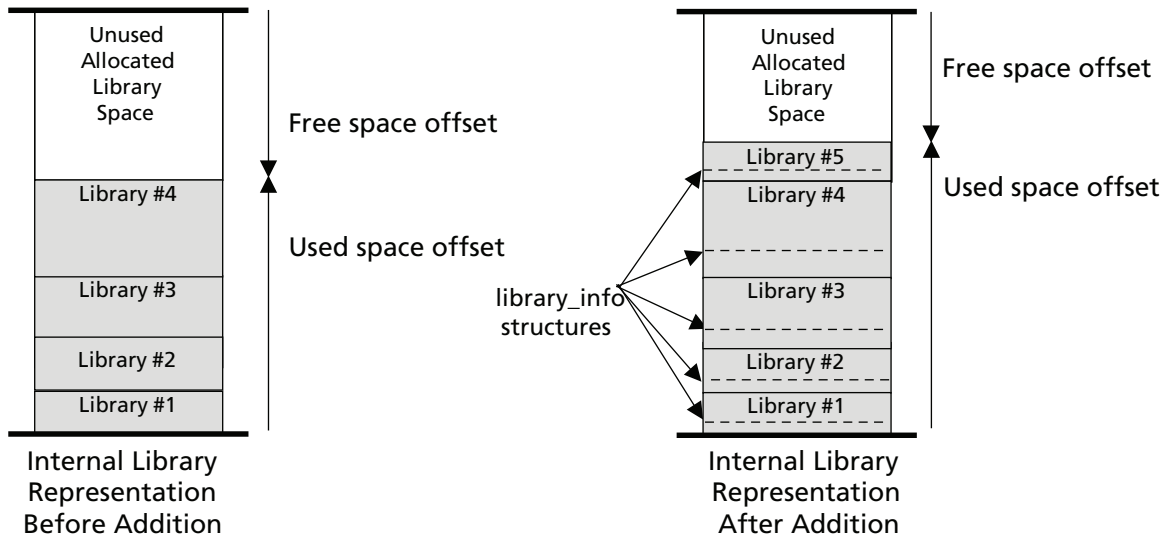 Unused
Allocated
Library
Space
Free space offset
Library #4
Used space offset
Library #3
Library #2
Library #1
Internal Library
Representation
Before Addition
Unused
Allocated
Library
Space
Free space offset
Library #5
Library #4
Used space offset
library_info
structures
Library #3
Library #2
Library #1
Internal Library
Representation
After Addition